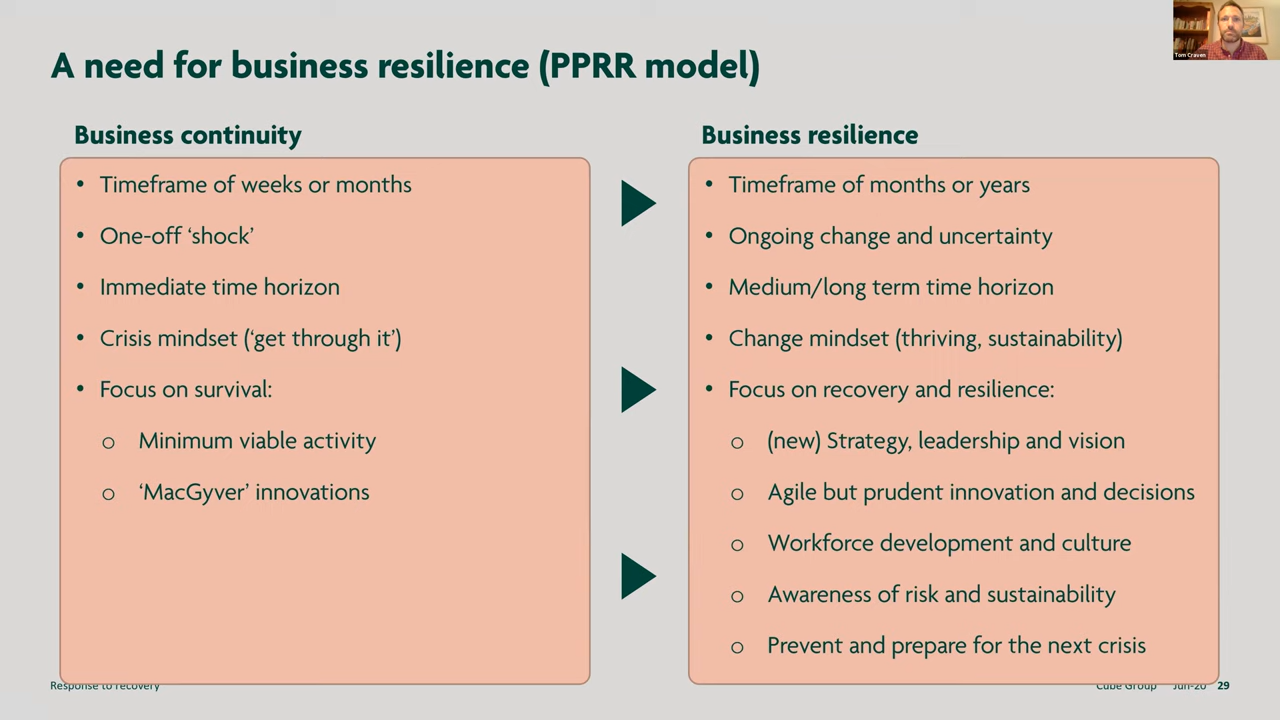 A need for business resilience (PPRR model)
Tom Craven
Business continuity
• Timeframe of weeks or months
• One-off ‘shock’
• Immediate time horizon
• Crisis mindset (‘get through it’)
• Focus on survival:
o Minimum viable activity
o ‘MacGyver’ innovations
Business resilience
• Timeframe of months or years
• Ongoing change and uncertainty
• Medium/long term time horizon
• Change mindset (thriving, sustainability)
• Focus on recovery and resilience:
o (new) Strategy, leadership and vision
o Agile but prudent innovation and decisions
o Workforce development and culture
o Awareness of risk and sustainability
o Prevent and prepare for the next crisis
Response to recovery
Cube Group Jun-20 29